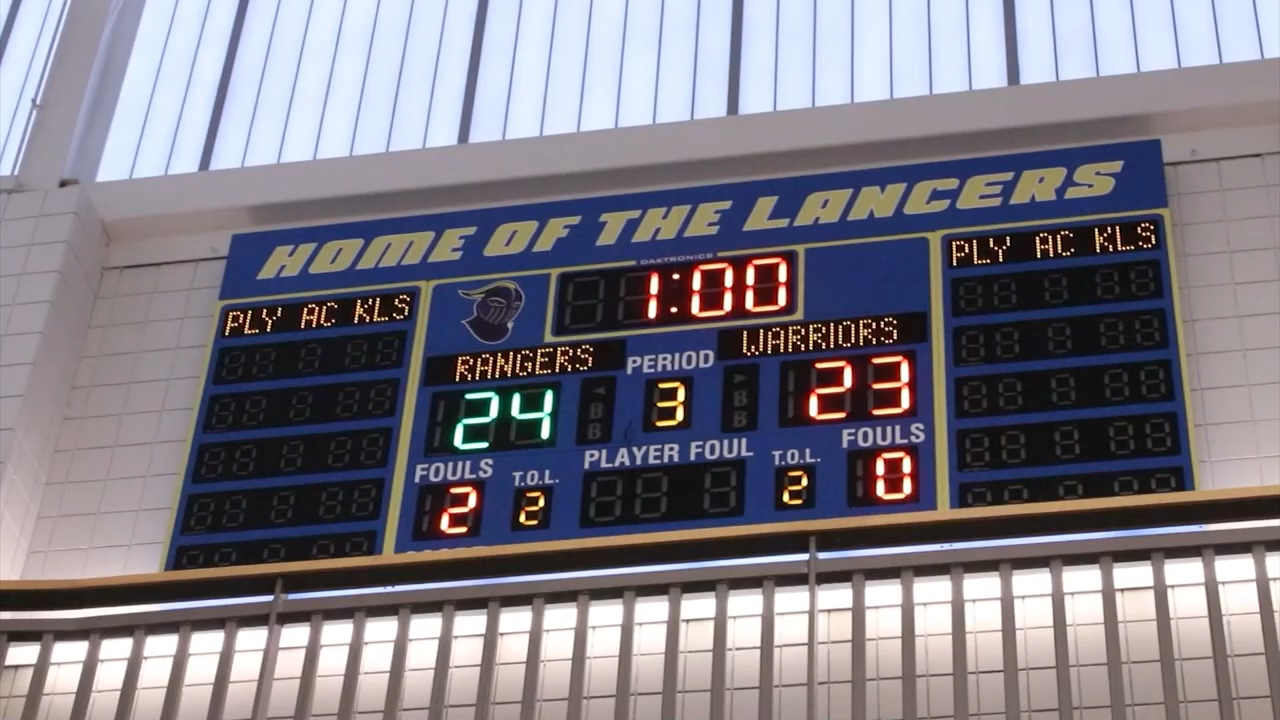 HOME OF THE LANCERS
DAKTRONICS
1:00
PLY AC KLS
PLY AC KLS
RANGERS
PERIOD
WARRIORS
24
B
B
3
B
B
23
FOULS
T.O.L.
PLAYER FOUL
T.O.L.
FOULS
2
2
2
0